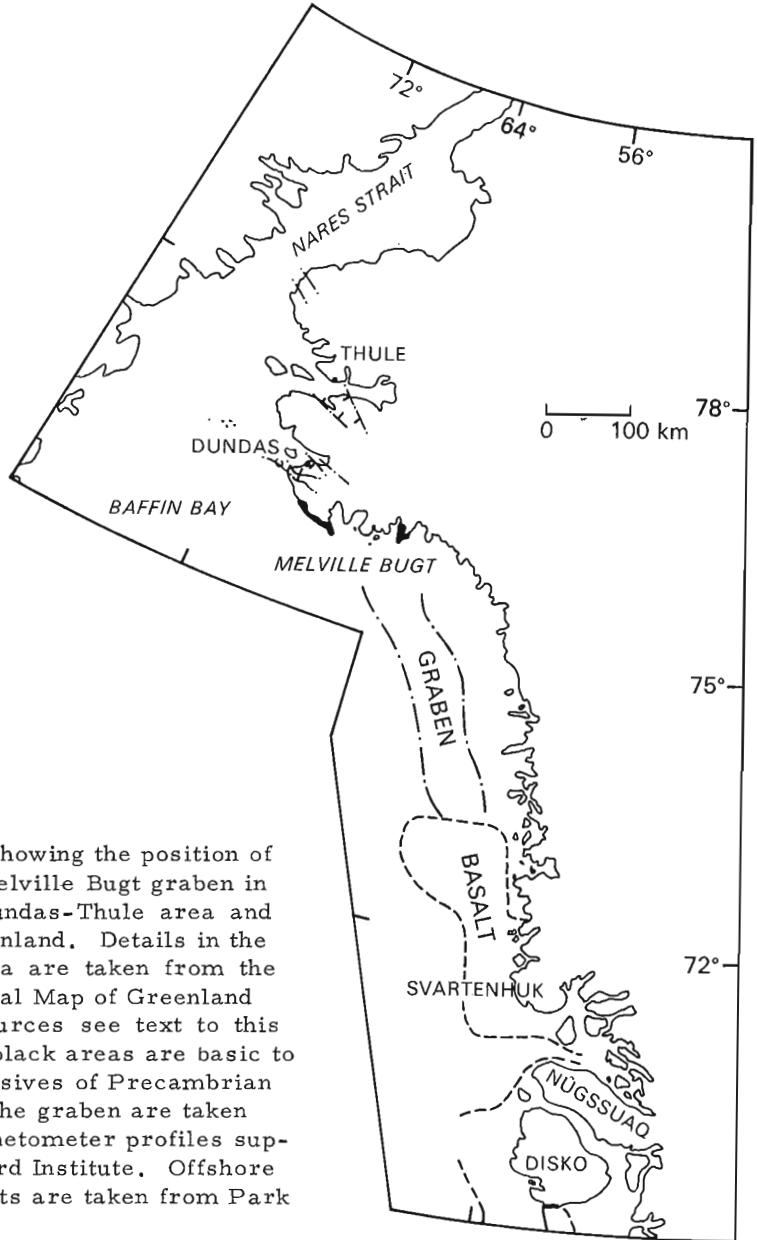 72°
64°
56°
NARES STRAIT
THULE
78°
0 100 km
DUNDAS
BAFFIN BAY
MELVILLE BUGT
GRABEN
75°
BASALT
72°
SVARTENHUK
NÛGSSUAQ
DISKO
howing the position of
elville Bugt graben in
ndas-Thule area and
nland. Details in the
a are taken from the
al Map of Greenland
urces see text to this
black areas are basic to
sives of Precambrian
he graben are taken
netometer profiles sup-
rd Institute. Offshore
ts are taken from Park